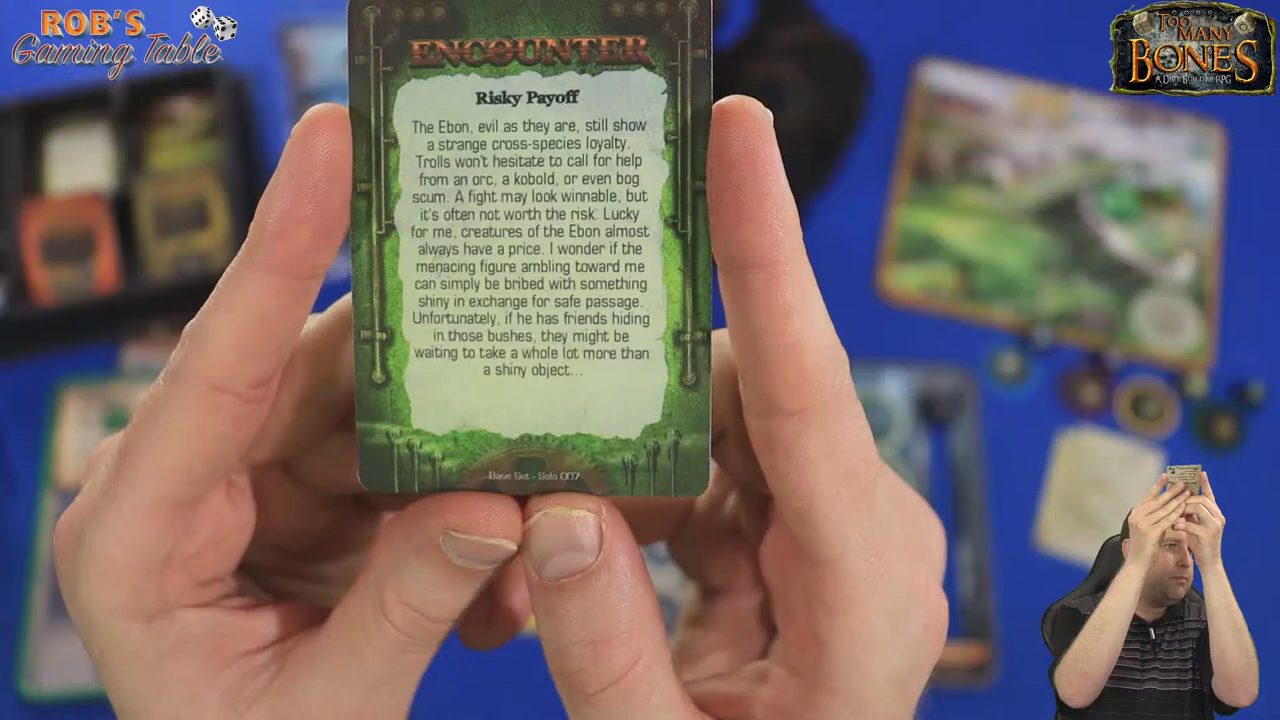 ROB'S
Gaming Table
TOO
MANY
BONES
A DICE BUILDER RPG
ENCOUNTER
Risky Payoff
The Ebon, evil as they are, still show
a strange cross-species loyalty.
Trolls won't hesitate to call for help
from an orc, a kobold, or even bog
scum. A fight may look winnable, but
it's often not worth the risk. Lucky
for me, creatures of the Ebon almost
always have a price. I wonder if the
menacing figure ambling toward me
can simply be bribed with something
shiny in exchange for safe passage.
Unfortunately, if he has friends hiding
in those bushes, they might be
waiting to take a whole lot more than
a shiny object...
Base Set - Solo 007